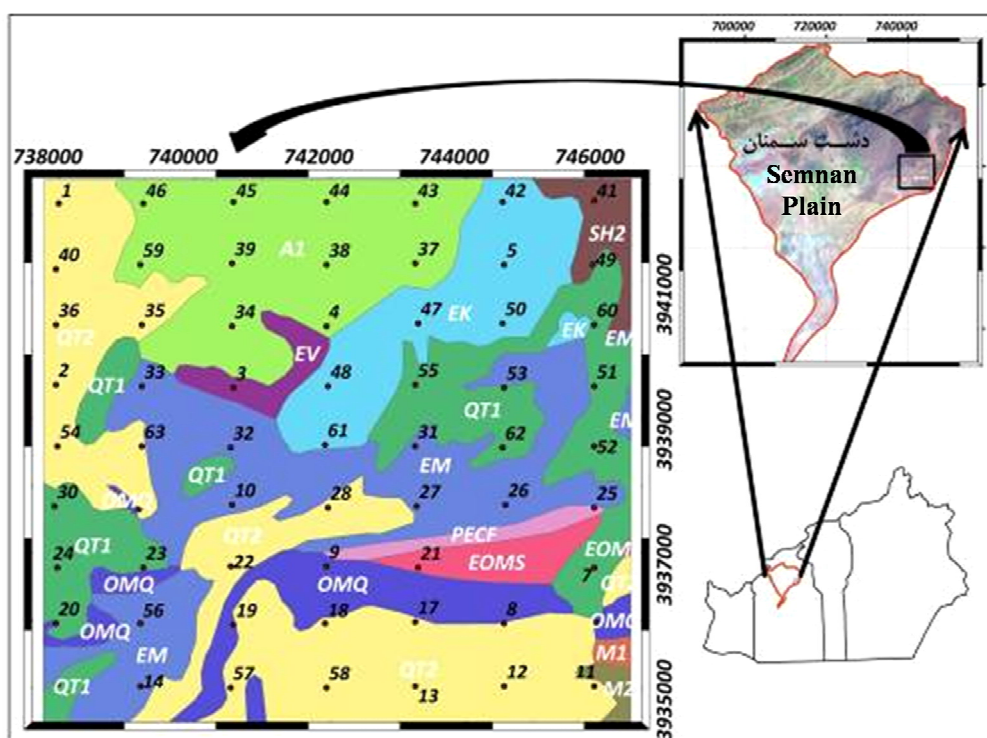 700000 720000 740000
738000 740000 742000 744000 746000
دشت سمنان
Semnan
Plain
3941000
3939000
3937000
3935000
1 46 45 44 43 42 41
SH2
40 59 39 A1 38 37 5 49
36 35 34 4 47 EK 50 EK 60
QT2 EV EM
2 QT1 33 3 48 55 53 51
QT1 EM
54 63 32 61 31 62 52
QT1 EM
30 OMQ 10 28 27 26 25
QT2 PECF
24 QT1 23 22 9 21 EOMS EOM 7
OMQ OMQ QT
20 56 19 18 17 8
OMQ OMQ
EM M1
QT1 14 57 58 QT2 13 12 11 M2